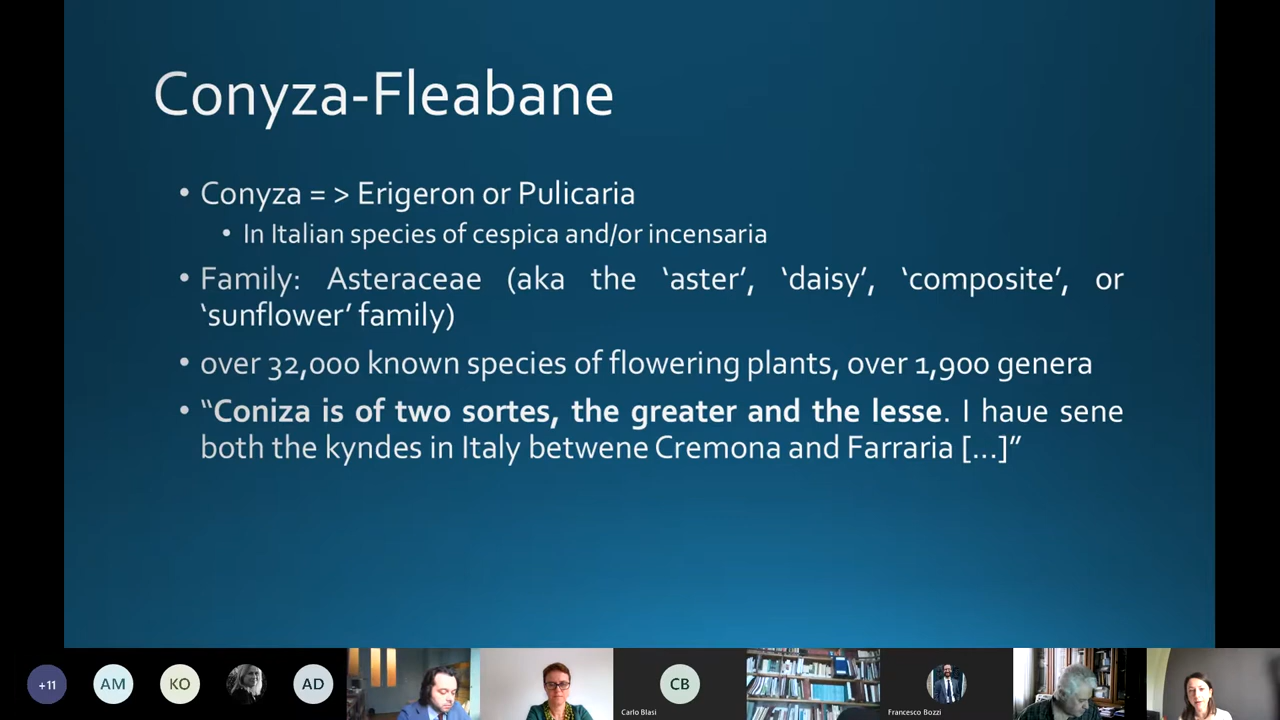 Conyza-Fleabane
• Conyza = > Erigeron or Pulicaria
• In Italian species of cespica and/or incensaria
• Family: Asteraceae (aka the ‘aster’, ‘daisy’, ‘composite’, or
‘sunflower’ family)
• over 32,000 known species of flowering plants, over 1,900 genera
• “Coniza is of two sortes, the greater and the lesse. I haue sene
both the kyndes in Italy betwene Cremona and Farraria [...]”
+11
AM
KO
AD
CB
Carlo Blasi
Francesco Bozzi